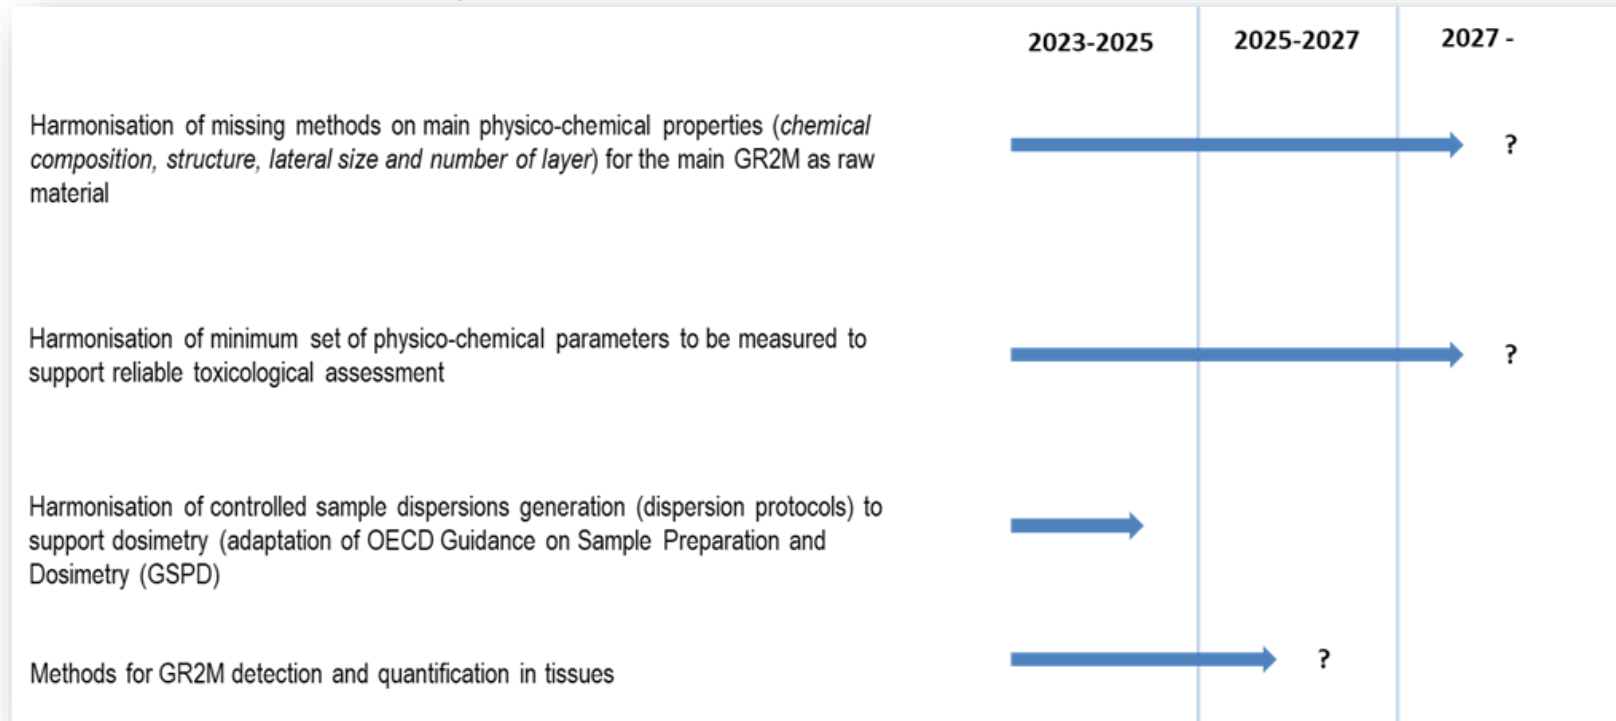 2023-2025
2025-2027
2027 -
Harmonisation of missing methods on main physico-chemical properties (chemical
composition, structure, lateral size and number of layer) for the main GR2M as raw
material
?
Harmonisation of minimum set of physico-chemical parameters to be measured to
support reliable toxicological assessment
?
Harmonisation of controlled sample dispersions generation (dispersion protocols) to
support dosimetry (adaptation of OECD Guidance on Sample Preparation and
Dosimetry (GSPD)
Methods for GR2M detection and quantification in tissues
?